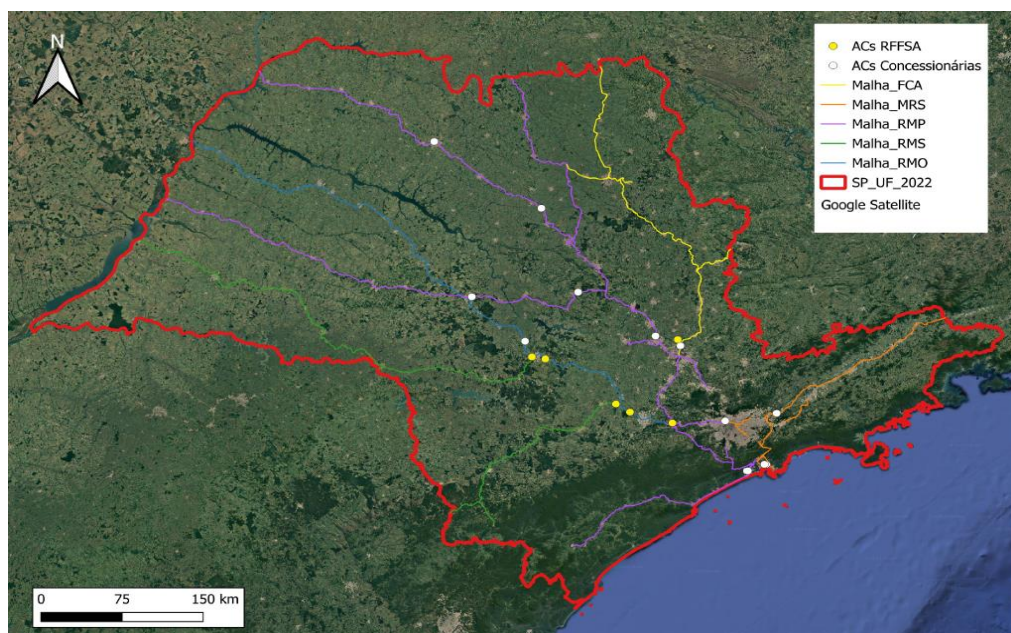 N
ACs RFFSA
ACs Concessionárias
Malha_FCA
Malha_MRS
Malha_RMP
Malha_RMS
Malha_RMO
SP_UF_2022
Google Satellite
0 75 150 km